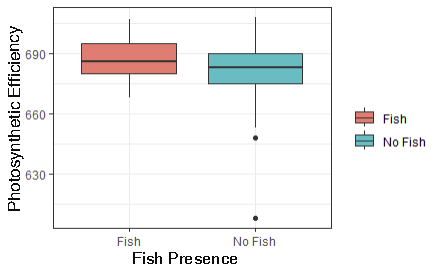 Photosynthetic Efficiency
690
660
630
Fish
No Fish
Fish Presence
Fish
No Fish